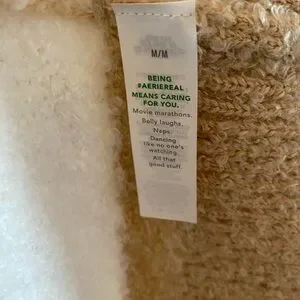 M/M
BEING
#AERIEREAL
MEANS CARING
FOR YOU.
Movie marathons.
Belly laughs.
Naps.
Dancing
like no one's
watching.
All that
good stuff.